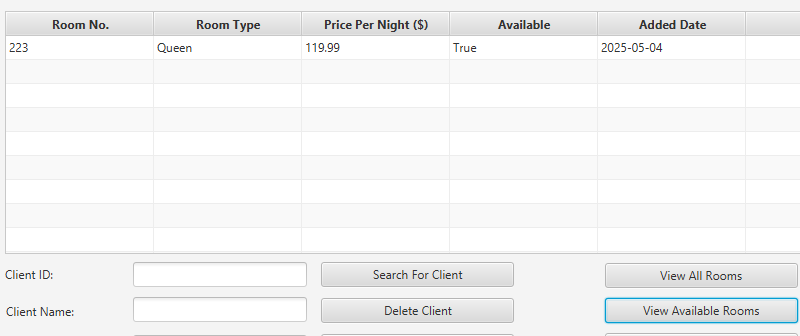 Room No. Room Type Price Per Night ($) Available Added Date
223 Queen 119.99 True 2025-05-04
Client ID: Search For Client View All Rooms
Client Name: Delete Client View Available Rooms